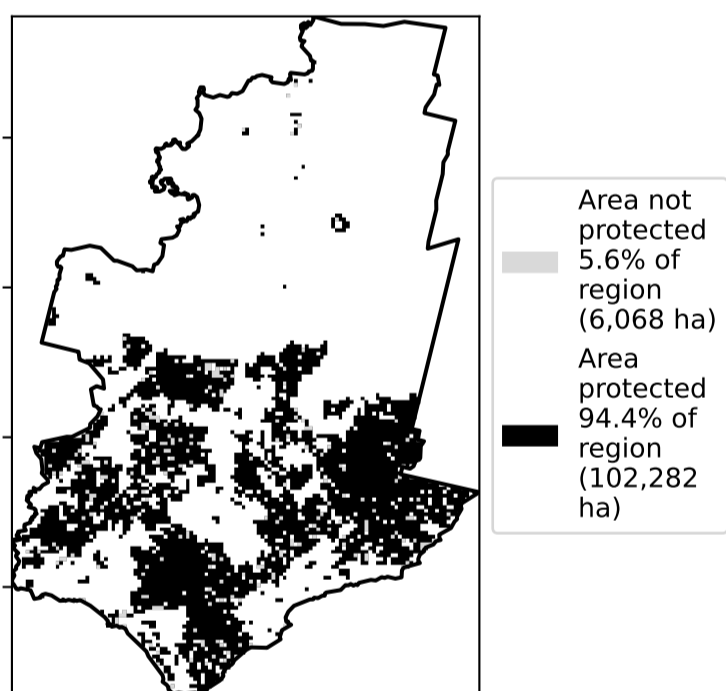 Area not
protected
5.6% of
region
(6,068 ha)
Area
protected
94.4% of
region
(102,282
ha)